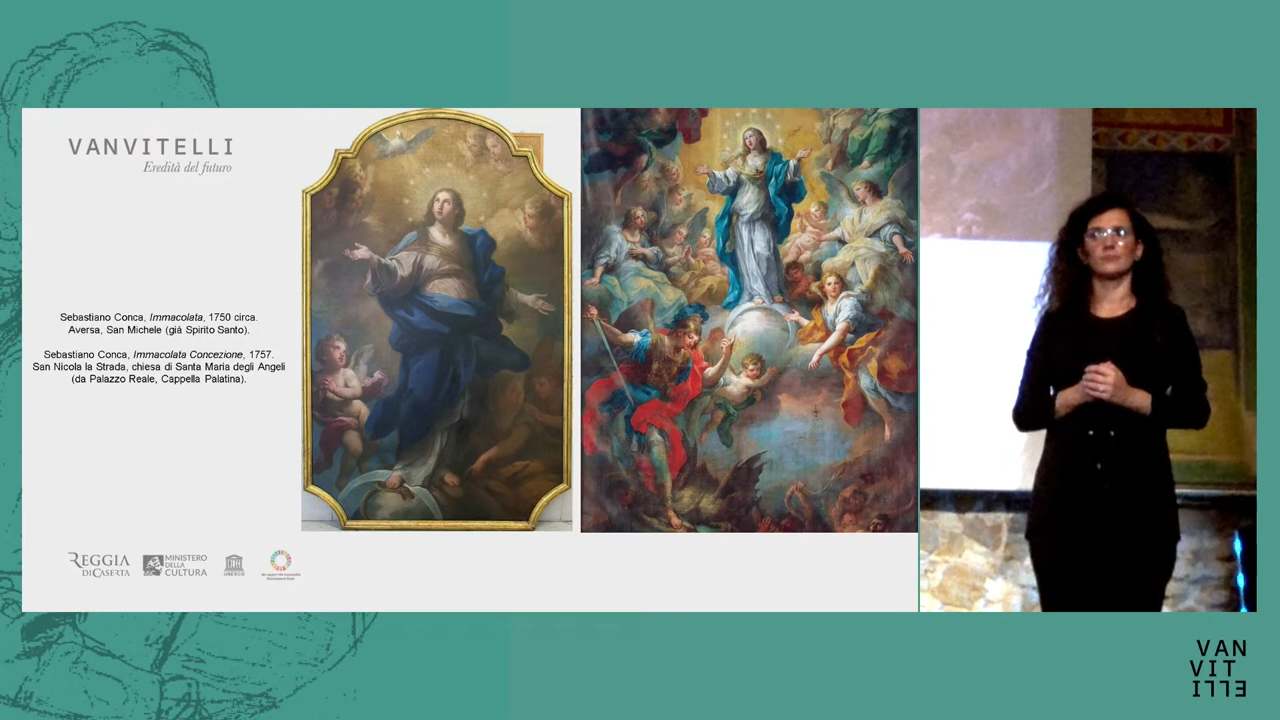 VANVITELLI
Eredità del futuro
Sebastiano Conca, Immacolata, 1750 circa.
Aversa, San Michele (già Spirito Santo).
Sebastiano Conca, Immacolata Concezione, 1757.
San Nicola la Strada, chiesa di Santa Maria degli Angeli
(da Palazzo Reale, Cappella Palatina).
REGGIA
DI CASERTA
MINISTERO
DELLA
CULTURA
UNESCO
VAN
VIT
ELLI